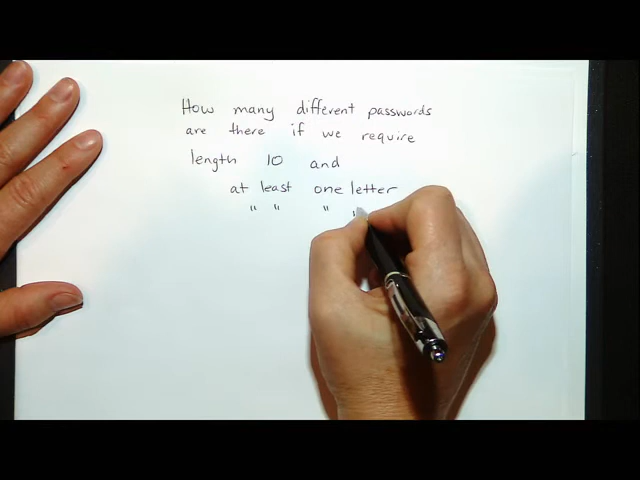 How many different passwords
are there if we require
length 10 and
at least one letter
" " "